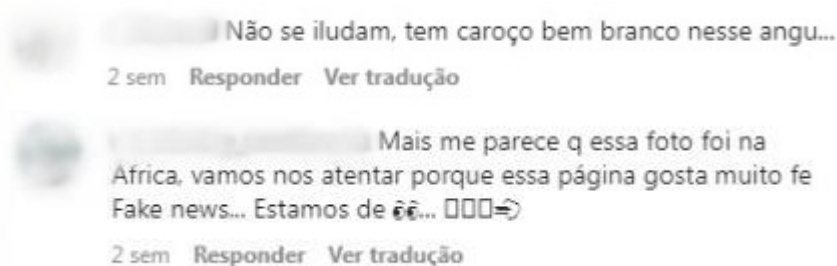 Não se iludam, tem caroço bem branco nesse angu...
2 sem Responder Ver tradução
Mais me parece q essa foto foi na
Africa, vamos nos atentar porque essa página gosta muito fe
Fake news... Estamos de 👀... □□□💨
2 sem Responder Ver tradução